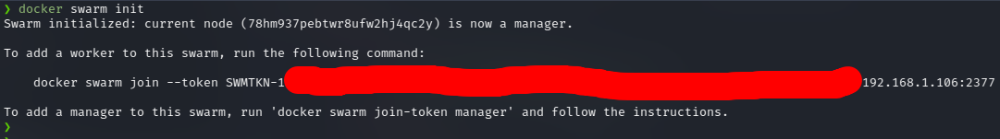 ❯ docker swarm init
Swarm initialized: current node (78hm937pebtwr8ufw2hj4qc2y) is now a manager.
To add a worker to this swarm, run the following command:
docker swarm join --token SWMTKN-1 192.168.1.106:2377
To add a manager to this swarm, run 'docker swarm join-token manager' and follow the instructions.
❯